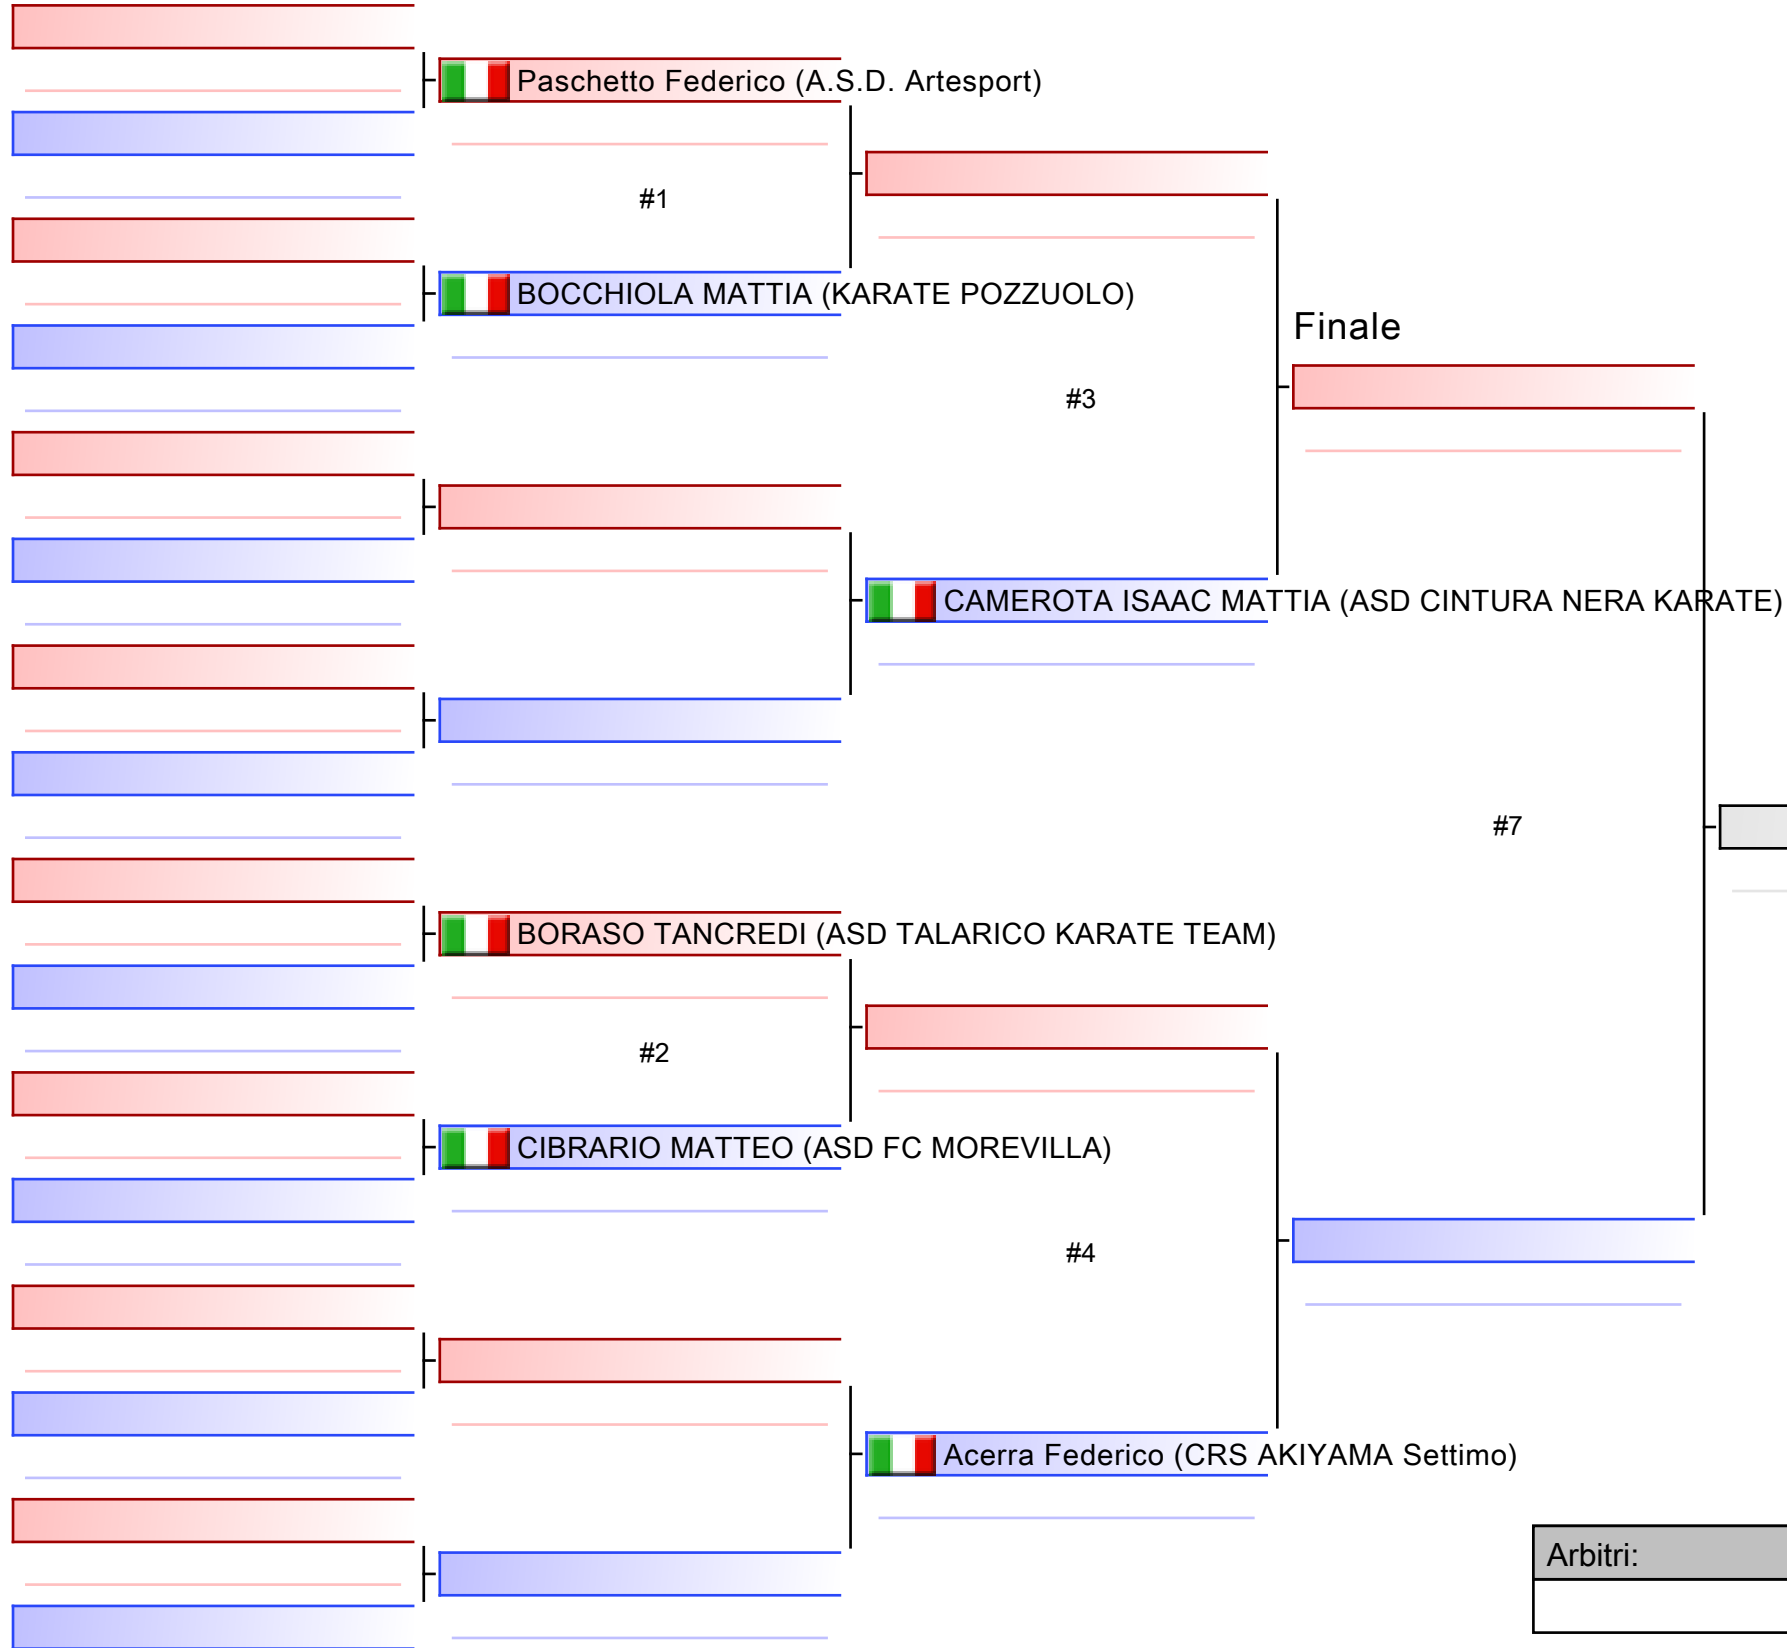 Paschetto Federico (A.S.D. Artesport)
#1
BOCCHIOLA MATTIA (KARATE POZZUOLO)
Finale
#3
CAMEROTA ISAAC MATTIA (ASD CINTURA NERA KARATE)
#7
BORASO TANCREDI (ASD TALARICO KARATE TEAM)
#2
CIBRARIO MATTEO (ASD FC MOREVILLA)
#4
Acerra Federico (CRS AKIYAMA Settimo)
Arbitri: